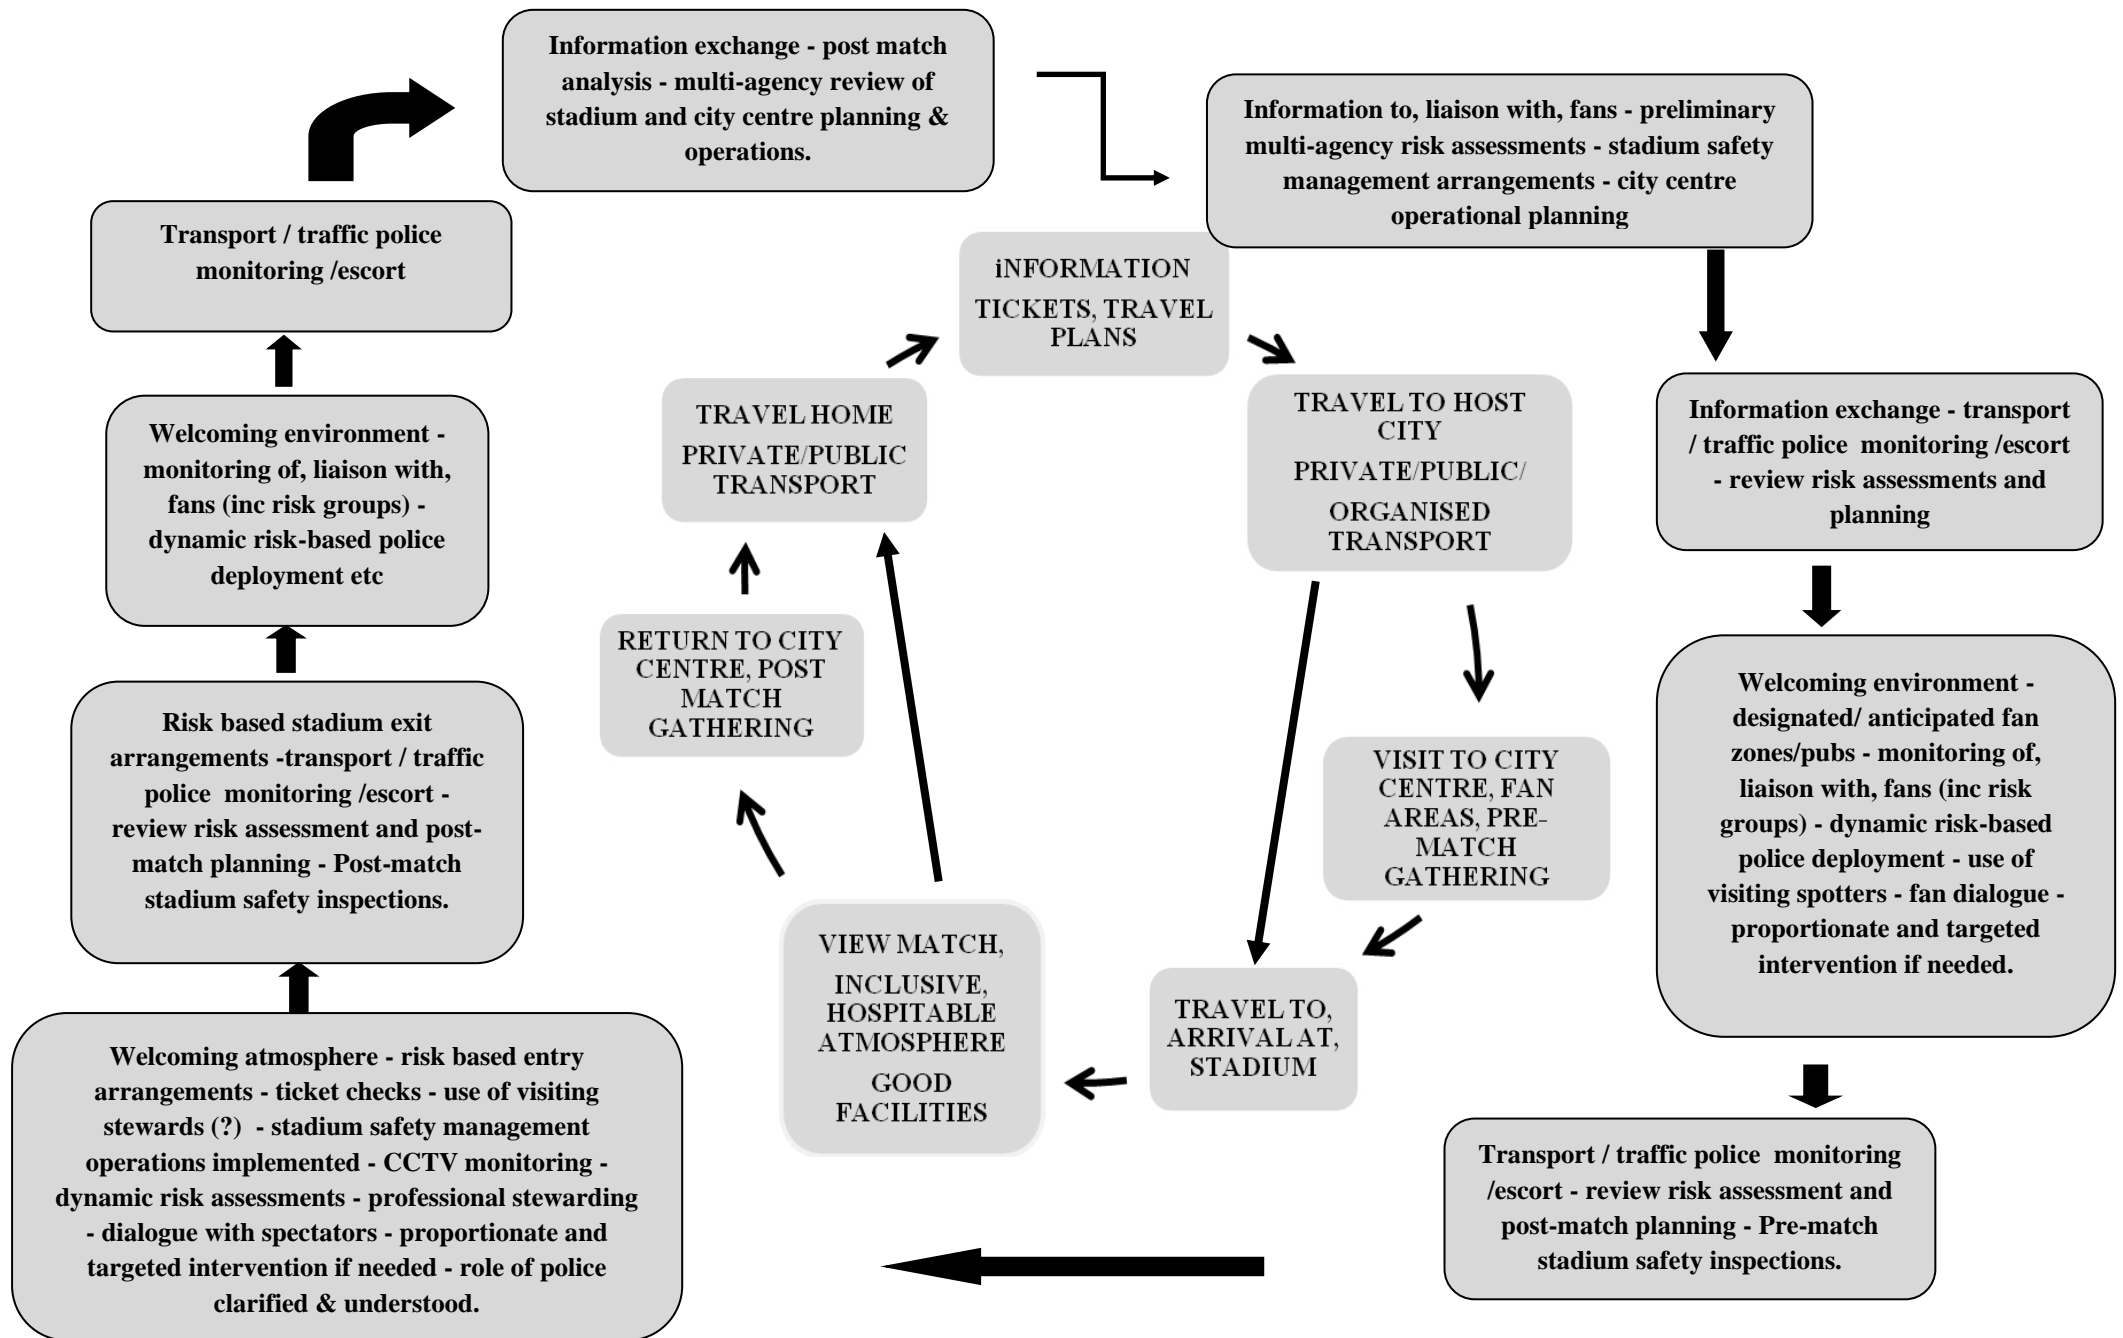 Information exchange - post match
analysis - multi-agency review of
stadium and city centre planning &
operations.
Information to, liaison with, fans - preliminary
multi-agency risk assessments - stadium safety
management arrangements - city centre
operational planning
Information exchange - transport
/ traffic police monitoring /escort
- review risk assessments and
planning
Welcoming environment -
designated/ anticipated fan
zones/pubs - monitoring of,
liaison with, fans (inc risk
groups) - dynamic risk-based
police deployment - use of
visiting spotters - fan dialogue -
proportionate and targeted
intervention if needed.
Transport / traffic police monitoring
/escort - review risk assessment and
post-match planning - Pre-match
stadium safety inspections.
Welcoming atmosphere - risk based entry
arrangements - ticket checks - use of visiting
stewards (?) - stadium safety management
operations implemented - CCTV monitoring -
dynamic risk assessments - professional stewarding
- dialogue with spectators - proportionate and
targeted intervention if needed - role of police
clarified & understood.
Risk based stadium exit
arrangements -transport / traffic
police monitoring /escort -
review risk assessment and post-
match planning - Post-match
stadium safety inspections.
Welcoming environment -
monitoring of, liaison with,
fans (inc risk groups) -
dynamic risk-based police
deployment etc
Transport / traffic police
monitoring /escort
iNFORMATION
TICKETS, TRAVEL
PLANS
TRAVEL TO HOST
CITY
PRIVATE/PUBLIC/
ORGANISED
TRANSPORT
VISIT TO CITY
CENTRE, FAN
AREAS, PRE-
MATCH
GATHERING
TRAVEL TO,
ARRIVAL AT,
STADIUM
VIEW MATCH,
INCLUSIVE,
HOSPITABLE
ATMOSPHERE
GOOD
FACILITIES
RETURN TO CITY
CENTRE, POST
MATCH
GATHERING
TRAVEL HOME
PRIVATE/PUBLIC
TRANSPORT